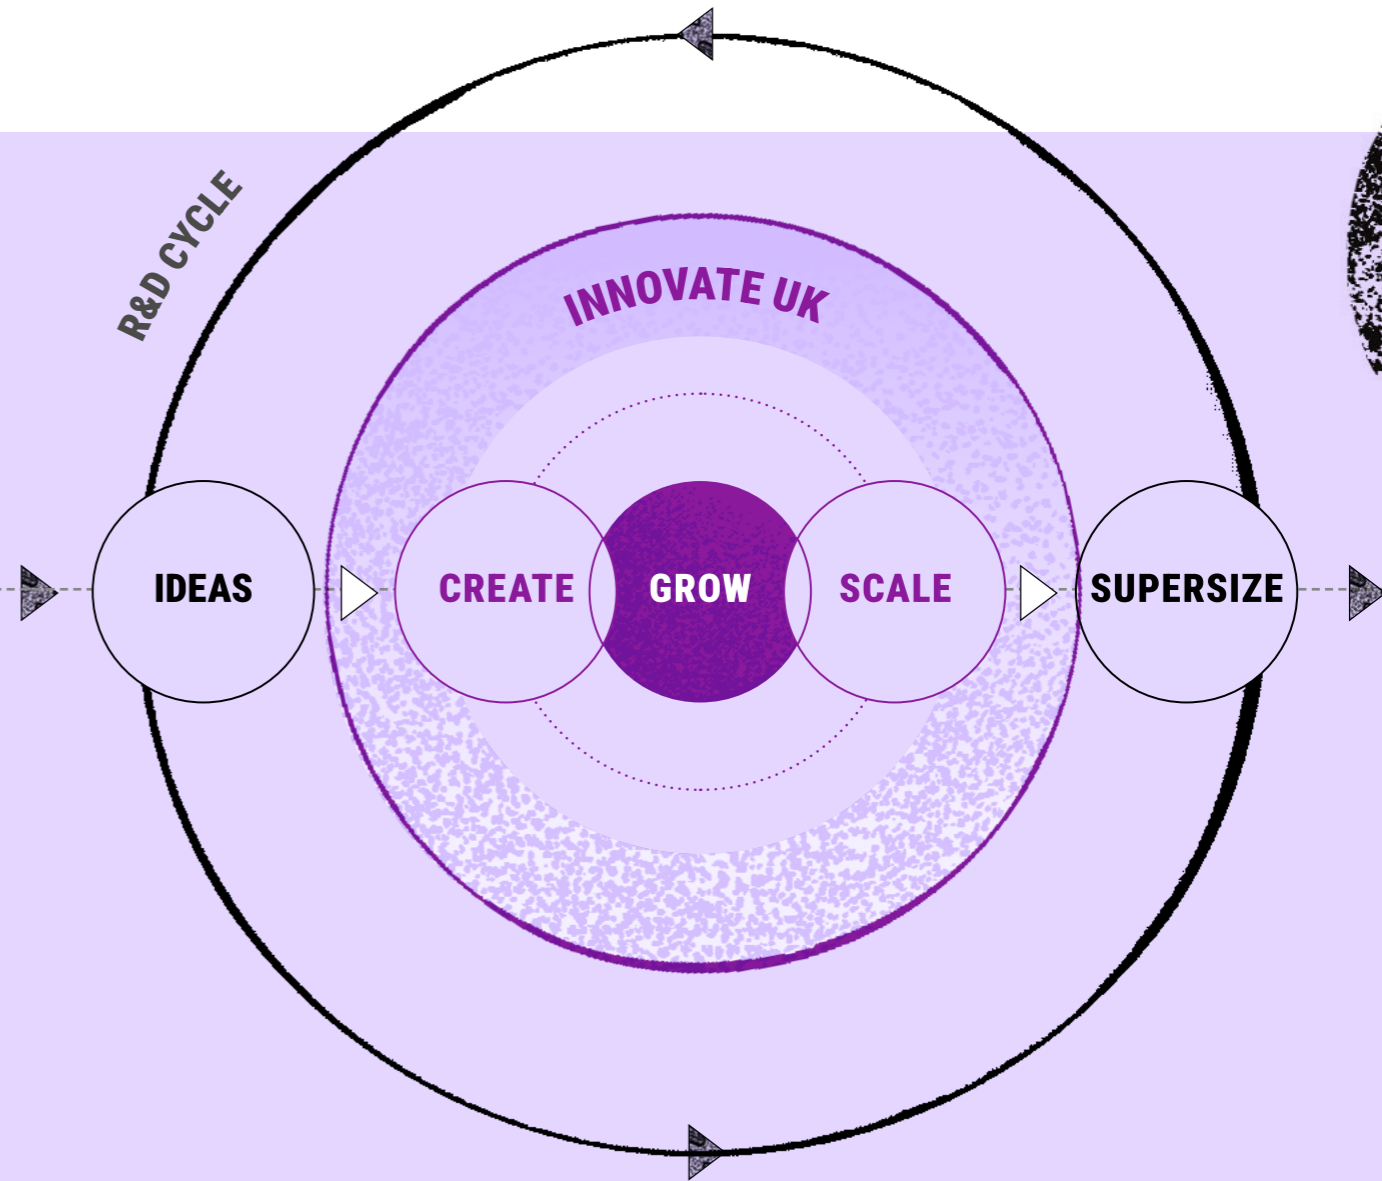 R&D CYCLE
INNOVATE UK
IDEAS
CREATE
GROW
SCALE
SUPERSIZE